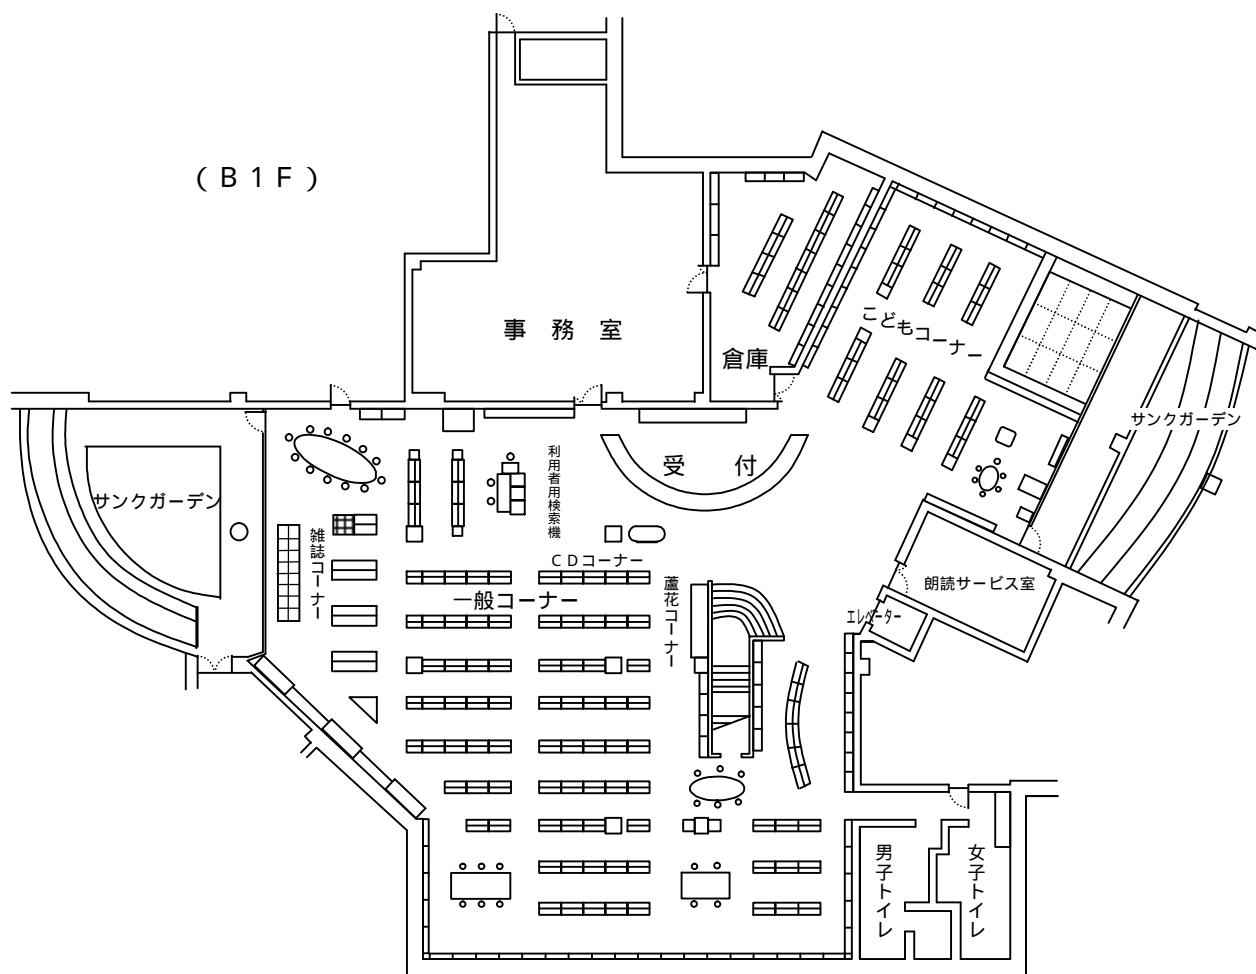 (B1F)
事務室
倉庫
こどもコーナー
サンクガーデン
サンクガーデン
利用者用検索機
受付
雑誌コーナー
CDコーナー
一般コーナー
蘆花コーナー
朗読サービス室
エレベーター
男子トイレ
女子トイレ